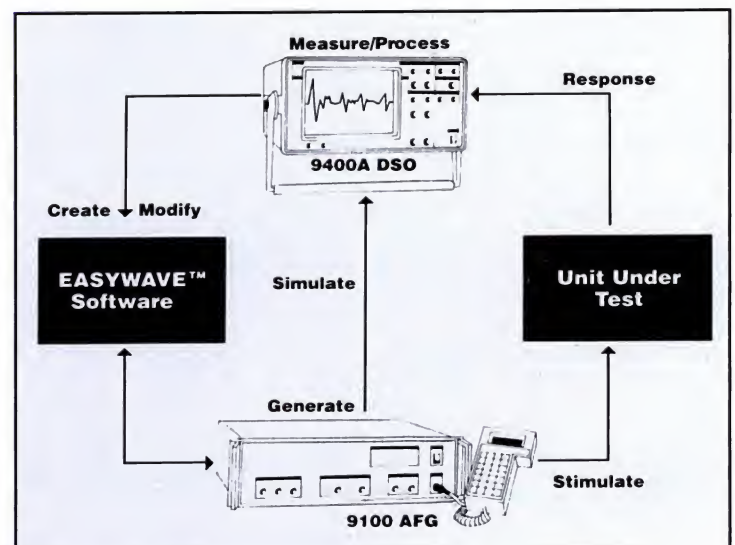 Measure/Process
Response
9400A DSO
Create Modify
EASYWAVE™
Software
Simulate
Unit Under
Test
Generate
Stimulate
9100 AFG